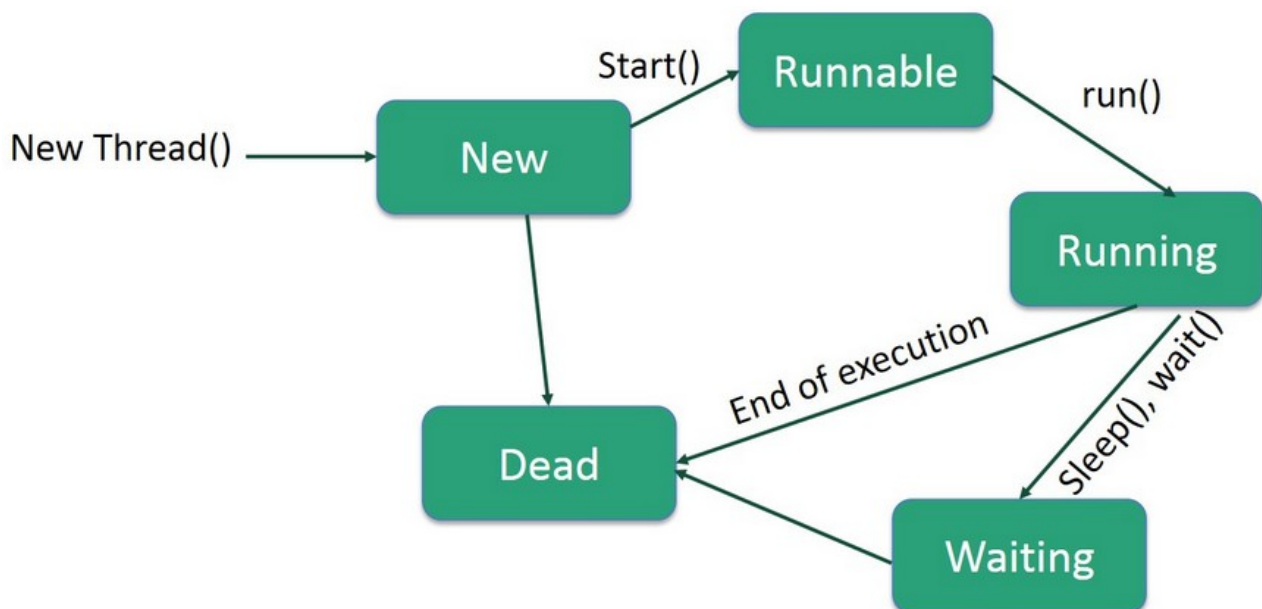 New Thread()
New
Start()
Runnable
run()
Running
End of execution
Sleep(), wait()
Dead
Waiting